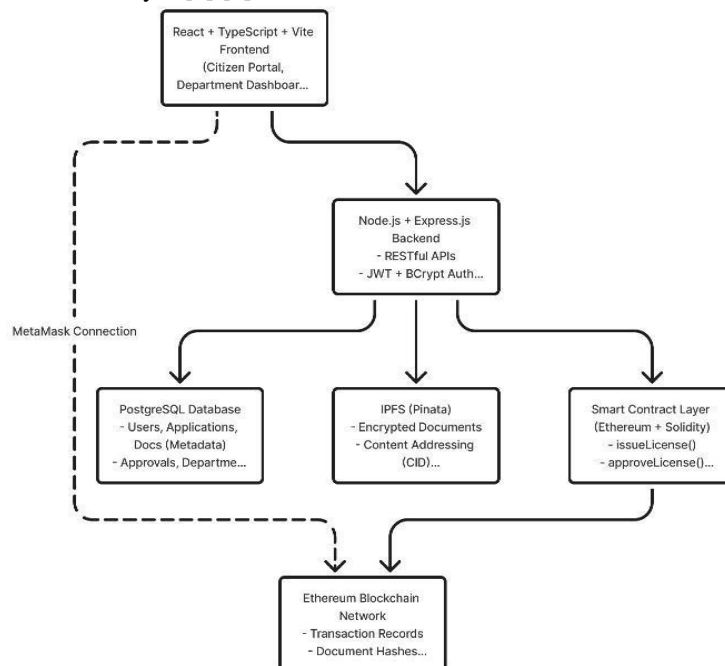 React + TypeScript + Vite
Frontend
(Citizen Portal,
Department Dashboar...
Node.js + Express.js
Backend
- RESTful APIs
- JWT + BCrypt Auth...
MetaMask Connection
PostgreSQL Database
- Users, Applications,
Docs (Metadata)
- Approvals, Departme...
IPFS (Pinata)
- Encrypted Documents
- Content Addressing
(CID)...
Smart Contract Layer
(Ethereum + Solidity)
- issueLicense()
- approveLicense()...
Ethereum Blockchain
Network
- Transaction Records
- Document Hashes...